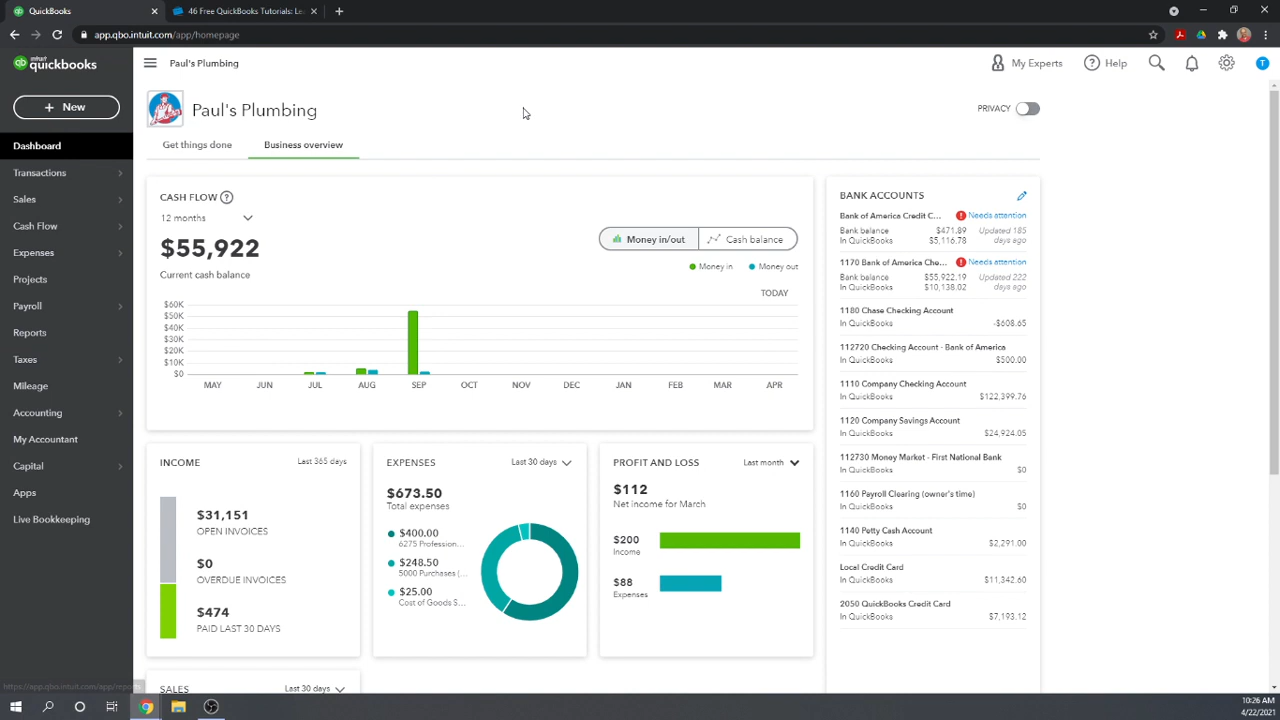 QuickBooks
46 Free QuickBooks Tutorials: Le
app.qbo.intuit.com/app/homepage
intuit quickbooks
Paul's Plumbing
My Experts
Help
T
+ New
Dashboard
Transactions
Sales
Cash Flow
Expenses
Projects
Payroll
Reports
Taxes
Mileage
Accounting
My Accountant
Capital
Apps
Live Bookkeeping
Paul's Plumbing
PRIVACY
Get things done
Business overview
CASH FLOW
12 months
$55,922
Current cash balance
Money in/out
Cash balance
Money in
Money out
TODAY
$60K
$50K
$40K
$30K
$20K
$10K
$0
MAY JUN JUL AUG SEP OCT NOV DEC JAN FEB MAR APR
BANK ACCOUNTS
Bank of America Credit C... Needs attention
Bank balance $471.89 Updated 185
In QuickBooks $5,116.78 days ago
1170 Bank of America Che... Needs attention
Bank balance $55,922.19 Updated 222
In QuickBooks $10,138.02 days ago
1180 Chase Checking Account
In QuickBooks -$608.65
112720 Checking Account - Bank of America
In QuickBooks $500.00
1110 Company Checking Account
In QuickBooks $122,399.76
1120 Company Savings Account
In QuickBooks $24,924.05
112730 Money Market - First National Bank
In QuickBooks $0
1160 Payroll Clearing (owner's time)
In QuickBooks $0
1140 Petty Cash Account
In QuickBooks $2,291.00
Local Credit Card
In QuickBooks $11,342.60
2050 QuickBooks Credit Card
In QuickBooks $7,193.12
INCOME
Last 365 days
$31,151
OPEN INVOICES
$0
OVERDUE INVOICES
$474
PAID LAST 30 DAYS
EXPENSES
Last 30 days
$673.50
Total expenses
$400.00
6275 Profession...
$248.50
5000 Purchases (...
$25.00
Cost of Goods S...
PROFIT AND LOSS
Last month
$112
Net income for March
$200
Income
$88
Expenses
SALES
Last 30 days
https://app.qbo.intuit.com/app/reports
10:26 AM
4/22/2021